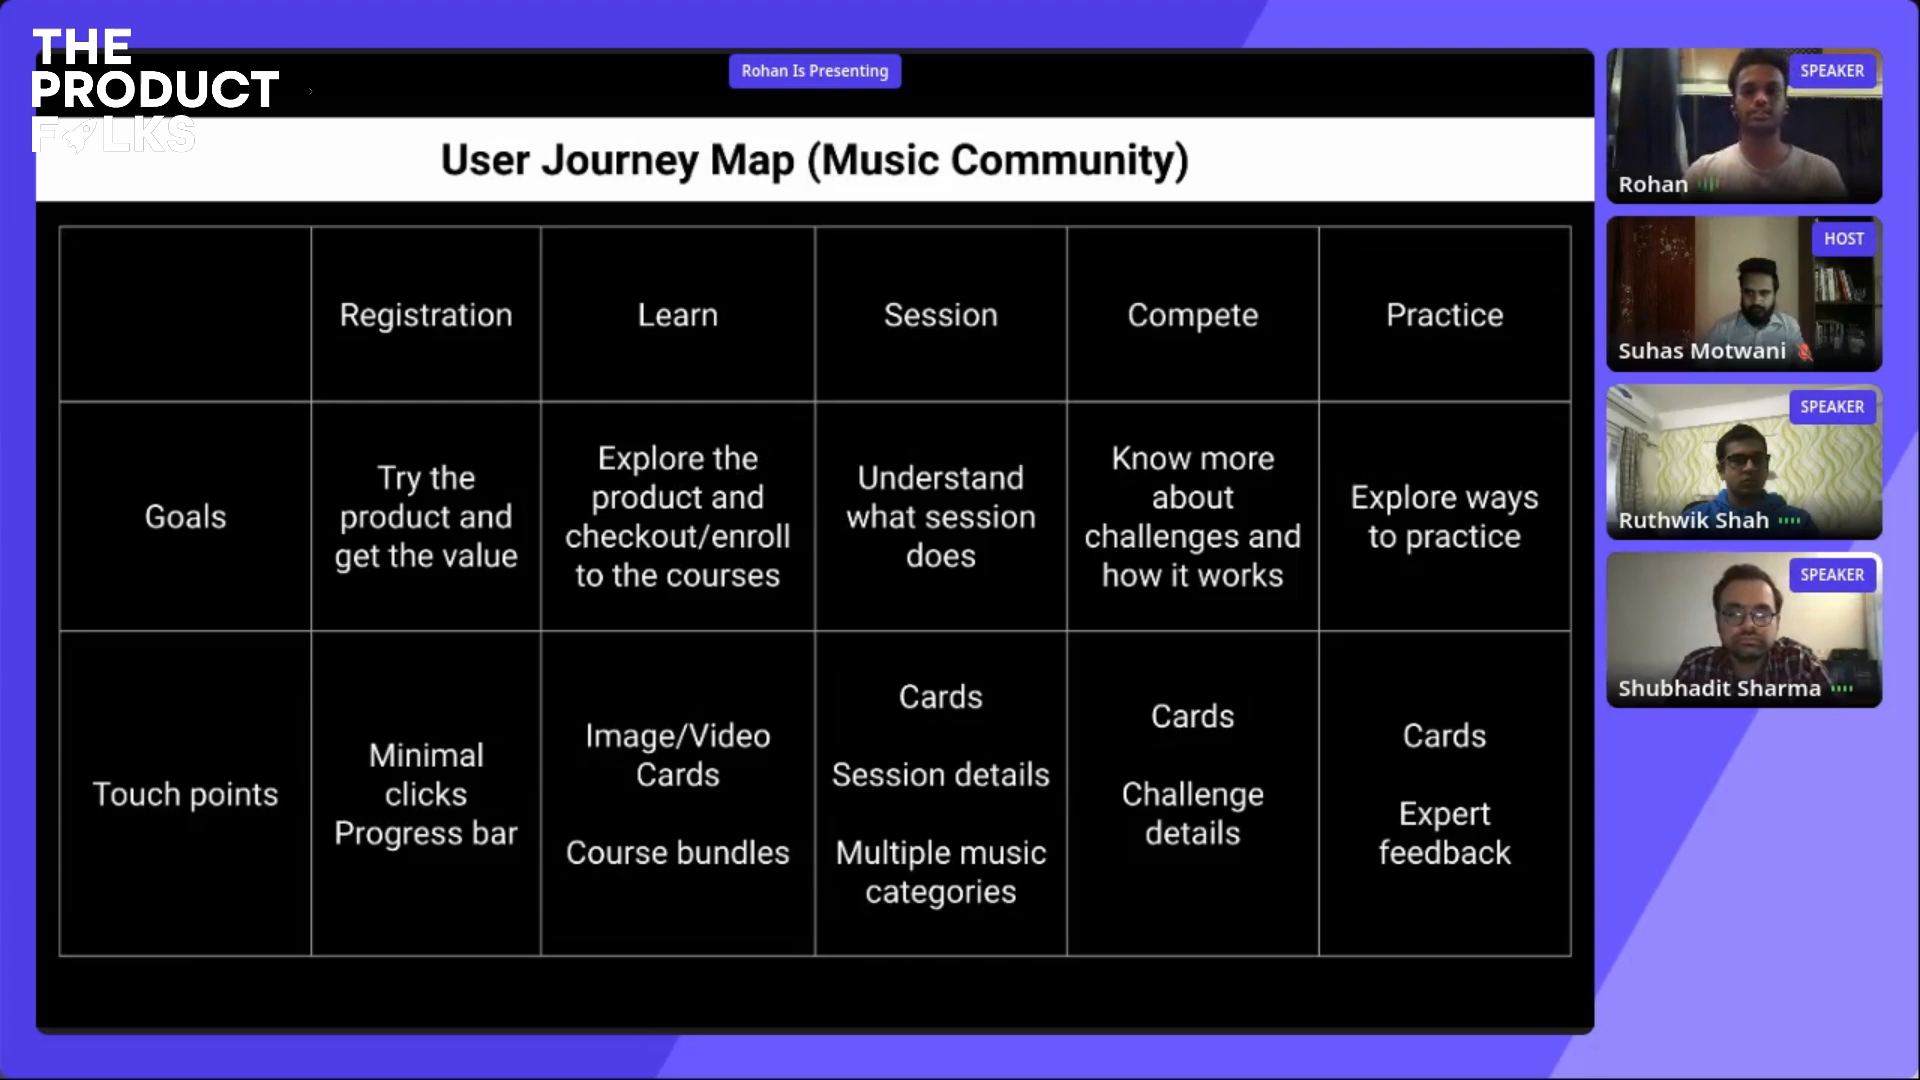 THE
PRODUCT
FOLKS
Rohan Is Presenting
User Journey Map (Music Community)
Registration
Learn
Session
Compete
Practice
Goals
Try the
product and
get the value
Explore the
product and
checkout/enroll
to the courses
Understand
what session
does
Know more
about
challenges and
how it works
Explore ways
to practice
Touch points
Minimal
clicks
Progress bar
Image/Video
Cards
Course bundles
Cards
Session details
Multiple music
categories
Cards
Challenge
details
Cards
Expert
feedback
SPEAKER
Rohan
HOST
Suhas Motwani
SPEAKER
Ruthwik Shah
SPEAKER
Shubhadit Sharma